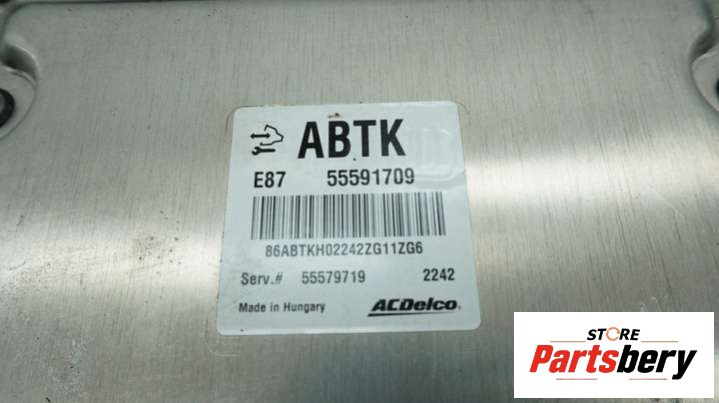 ABTK
E87 55591709
86ABTKH02242ZG11ZG6
Serv.# 55579719 2242
Made in Hungary ACDelco
STORE
Partsbery